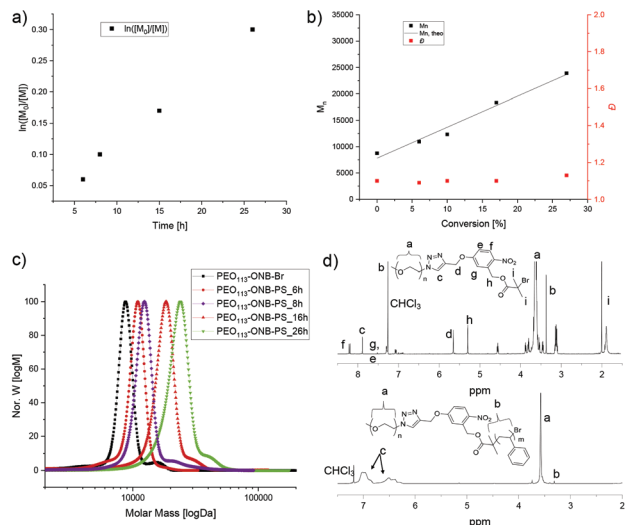 a)
ln([M₀]/[M])
0.30
0.25
0.20
0.15
0.10
0.05
ln([M₀]/[M])
5
10
15
20
25
30
Time [h]
b)
Mn
Mn, theo
Đ
35000
30000
25000
20000
15000
10000
5000
0
Mₙ
2.0
1.8
1.6
1.4
1.2
1.0
Đ
0
5
10
15
20
25
30
Conversion [%]
c)
PEO₁₁₃-ONB-Br
PEO₁₁₃-ONB-PS_6h
PEO₁₁₃-ONB-PS_8h
PEO₁₁₃-ONB-PS_16h
PEO₁₁₃-ONB-PS_26h
100
80
60
40
20
0
Nor. W [M]
10000
100000
Molar Mass [logDa]
d)
a
b
O
n
N
N=N
c
d
O
e
f
NO₂
g
h
O
O
i
Br
i
CHCl₃
f
c
g
e
d
h
a
b
i
8
7
6
5
4
3
2
ppm
a
O
n
N
N=N
O
NO₂
O
O
b
Br
m
c
CHCl₃
a
b
7
6
5
4
3
2
ppm